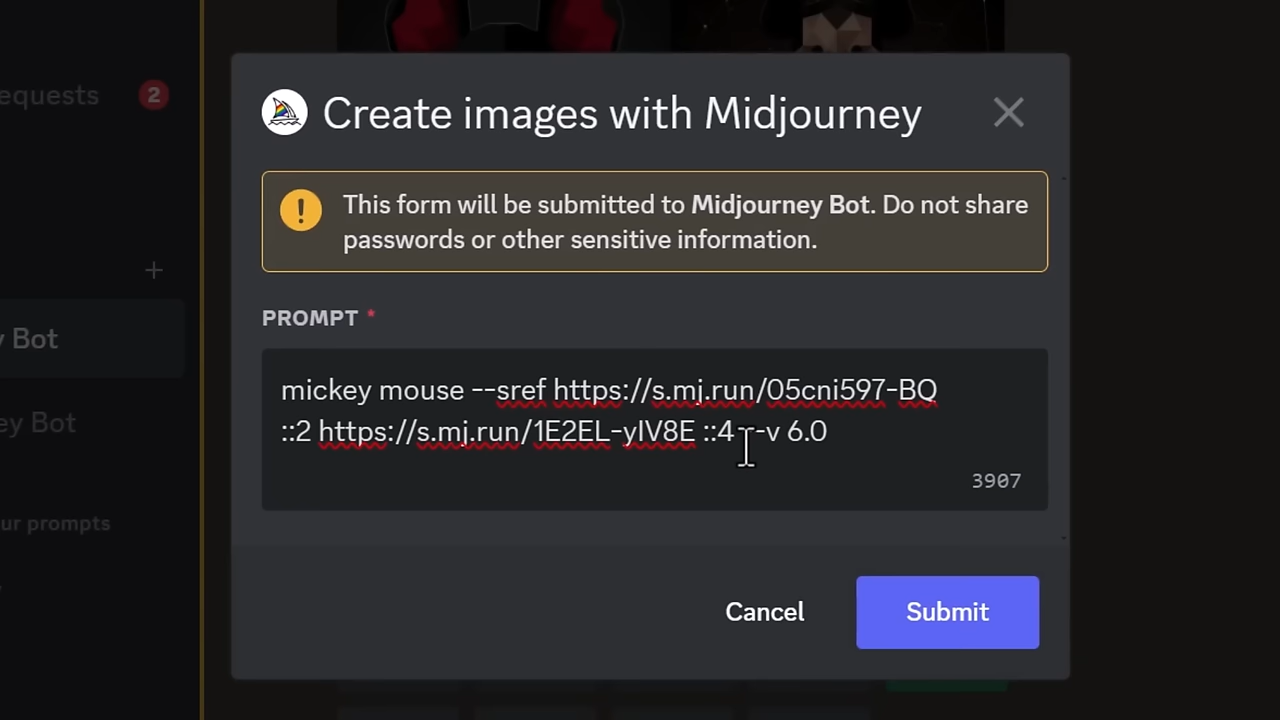 equests
2
Create images with Midjourney
This form will be submitted to Midjourney Bot. Do not share
passwords or other sensitive information.
PROMPT *
mickey mouse --sref https://s.mj.run/05cni597-BQ
::2 https://s.mj.run/1E2EL-yIV8E ::4 --v 6.0
3907
y Bot
ey Bot
ur prompts
Cancel
Submit